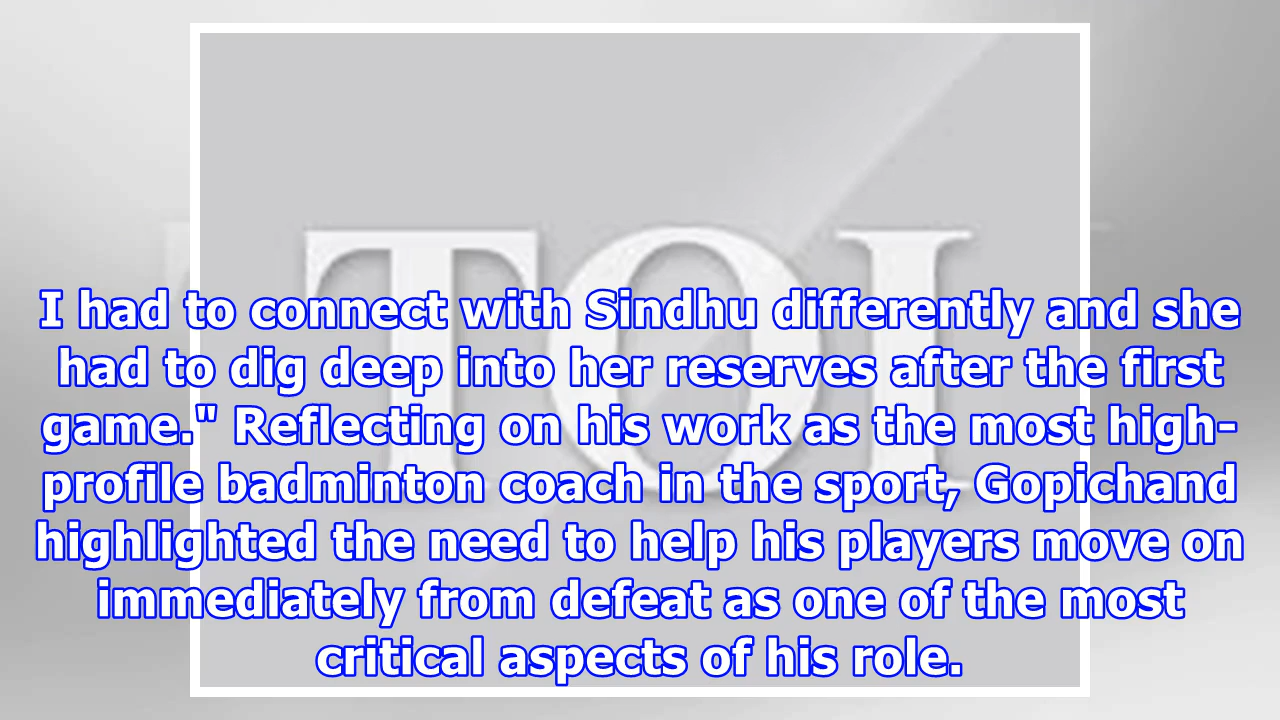 TOI
I had to connect with Sindhu differently and she
had to dig deep into her reserves after the first
game." Reflecting on his work as the most high-
profile badminton coach in the sport, Gopichand
highlighted the need to help his players move on
immediately from defeat as one of the most
critical aspects of his role.